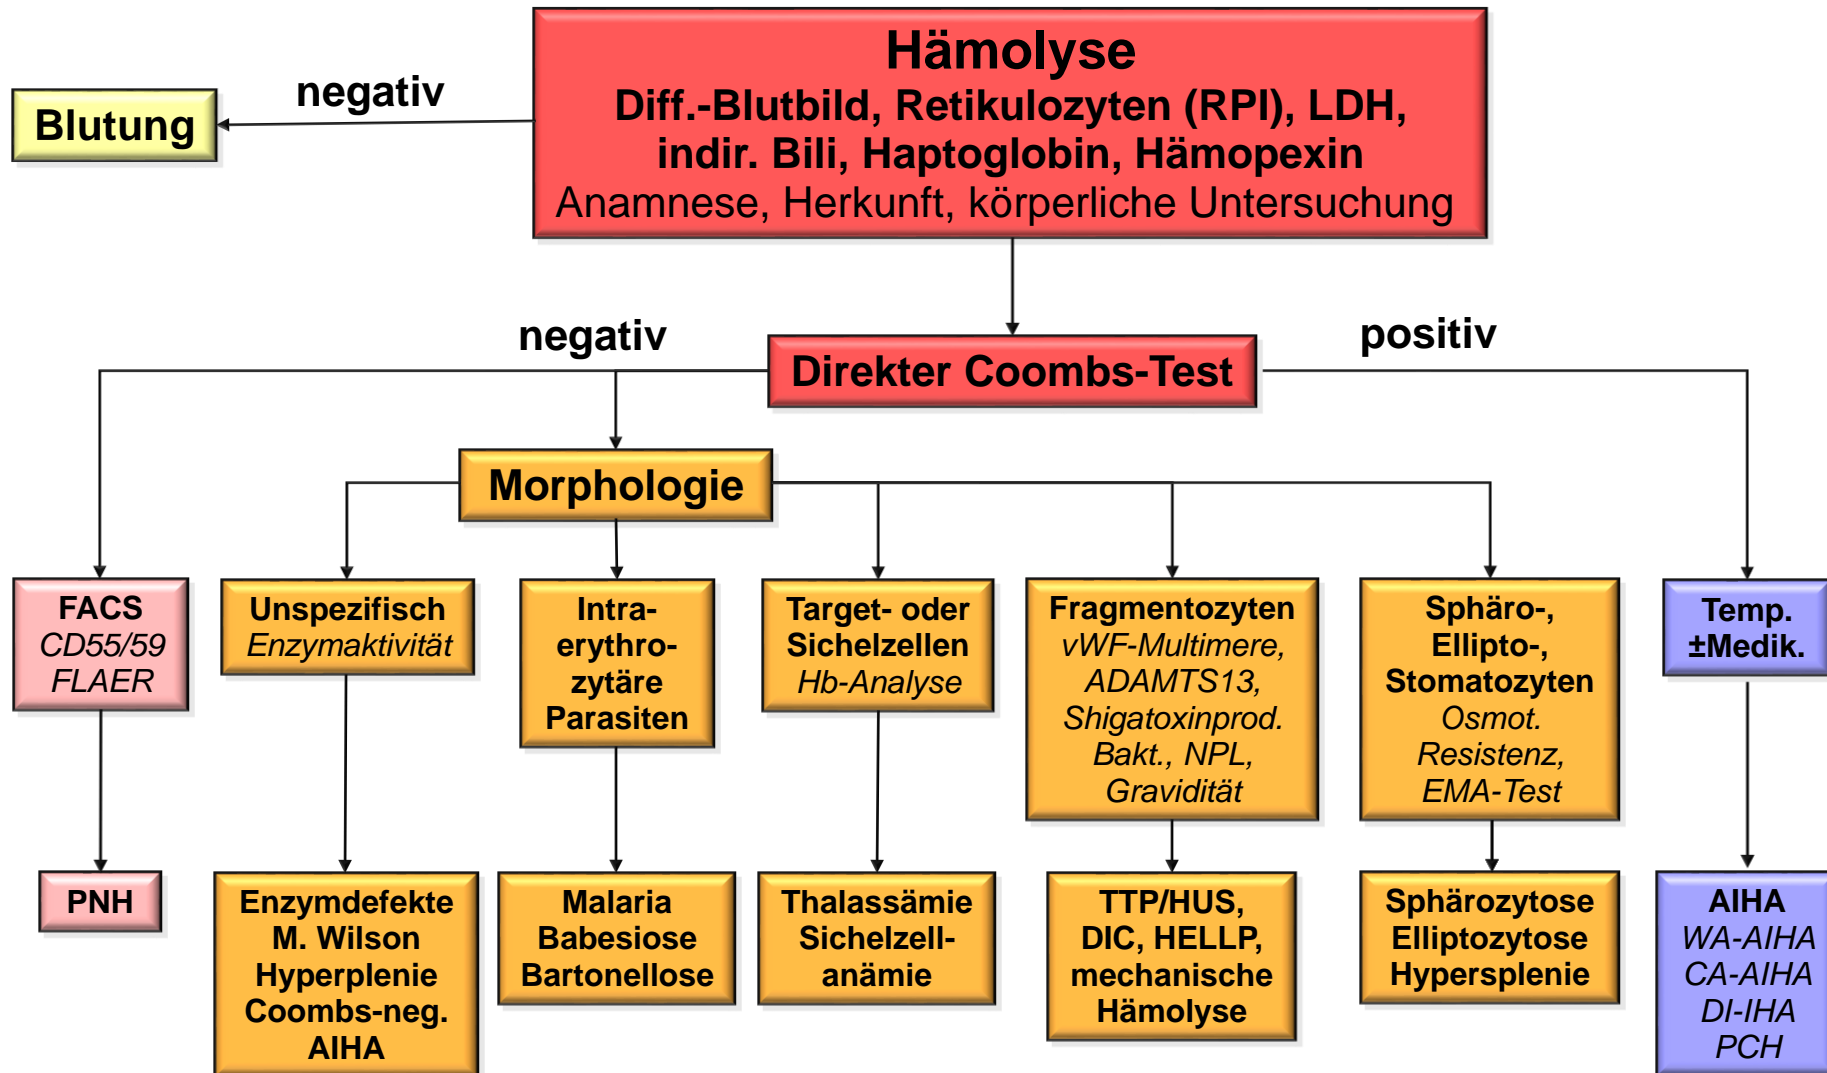 Hämolyse
Diff.-Blutbild, Retikulozyten (RPI), LDH,
indir. Bili, Haptoglobin, Hämopexin
Anamnese, Herkunft, körperliche Untersuchung
negativ
Blutung
negativ
Direkter Coombs-Test
positiv
Morphologie
FACS
CD55/59
FLAER
Unspezifisch
Enzymaktivität
Intra-
erythro-
zytäre
Parasiten
Target- oder
Sichelzellen
Hb-Analyse
Fragmentozyten
vWF-Multimere,
ADAMTS13,
Shigatoxinprod.
Bakt., NPL,
Gravidität
Sphäro-,
Ellipto-,
Stomatozyten
Osmot.
Resistenz,
EMA-Test
Temp.
±Medik.
PNH
Enzymdefekte
M. Wilson
Hyperplenie
Coombs-neg.
AIHA
Malaria
Babesiose
Bartonellose
Thalassämie
Sichelzell-
anämie
TTP/HUS,
DIC, HELLP,
mechanische
Hämolyse
Sphärozytose
Elliptozytose
Hypersplenie
AIHA
WA-AIHA
CA-AIHA
DI-IHA
PCH